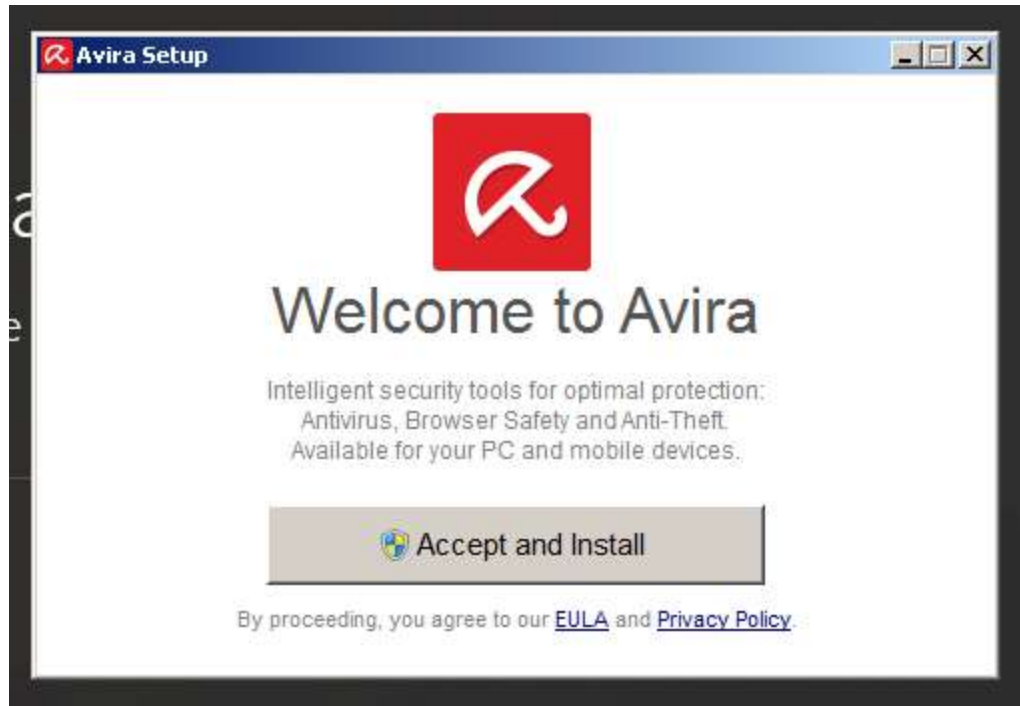 Avira Setup
Welcome to Avira
Intelligent security tools for optimal protection:
Antivirus, Browser Safety and Anti-Theft.
Available for your PC and mobile devices.
Accept and Install
By proceeding, you agree to our EULA and Privacy Policy.